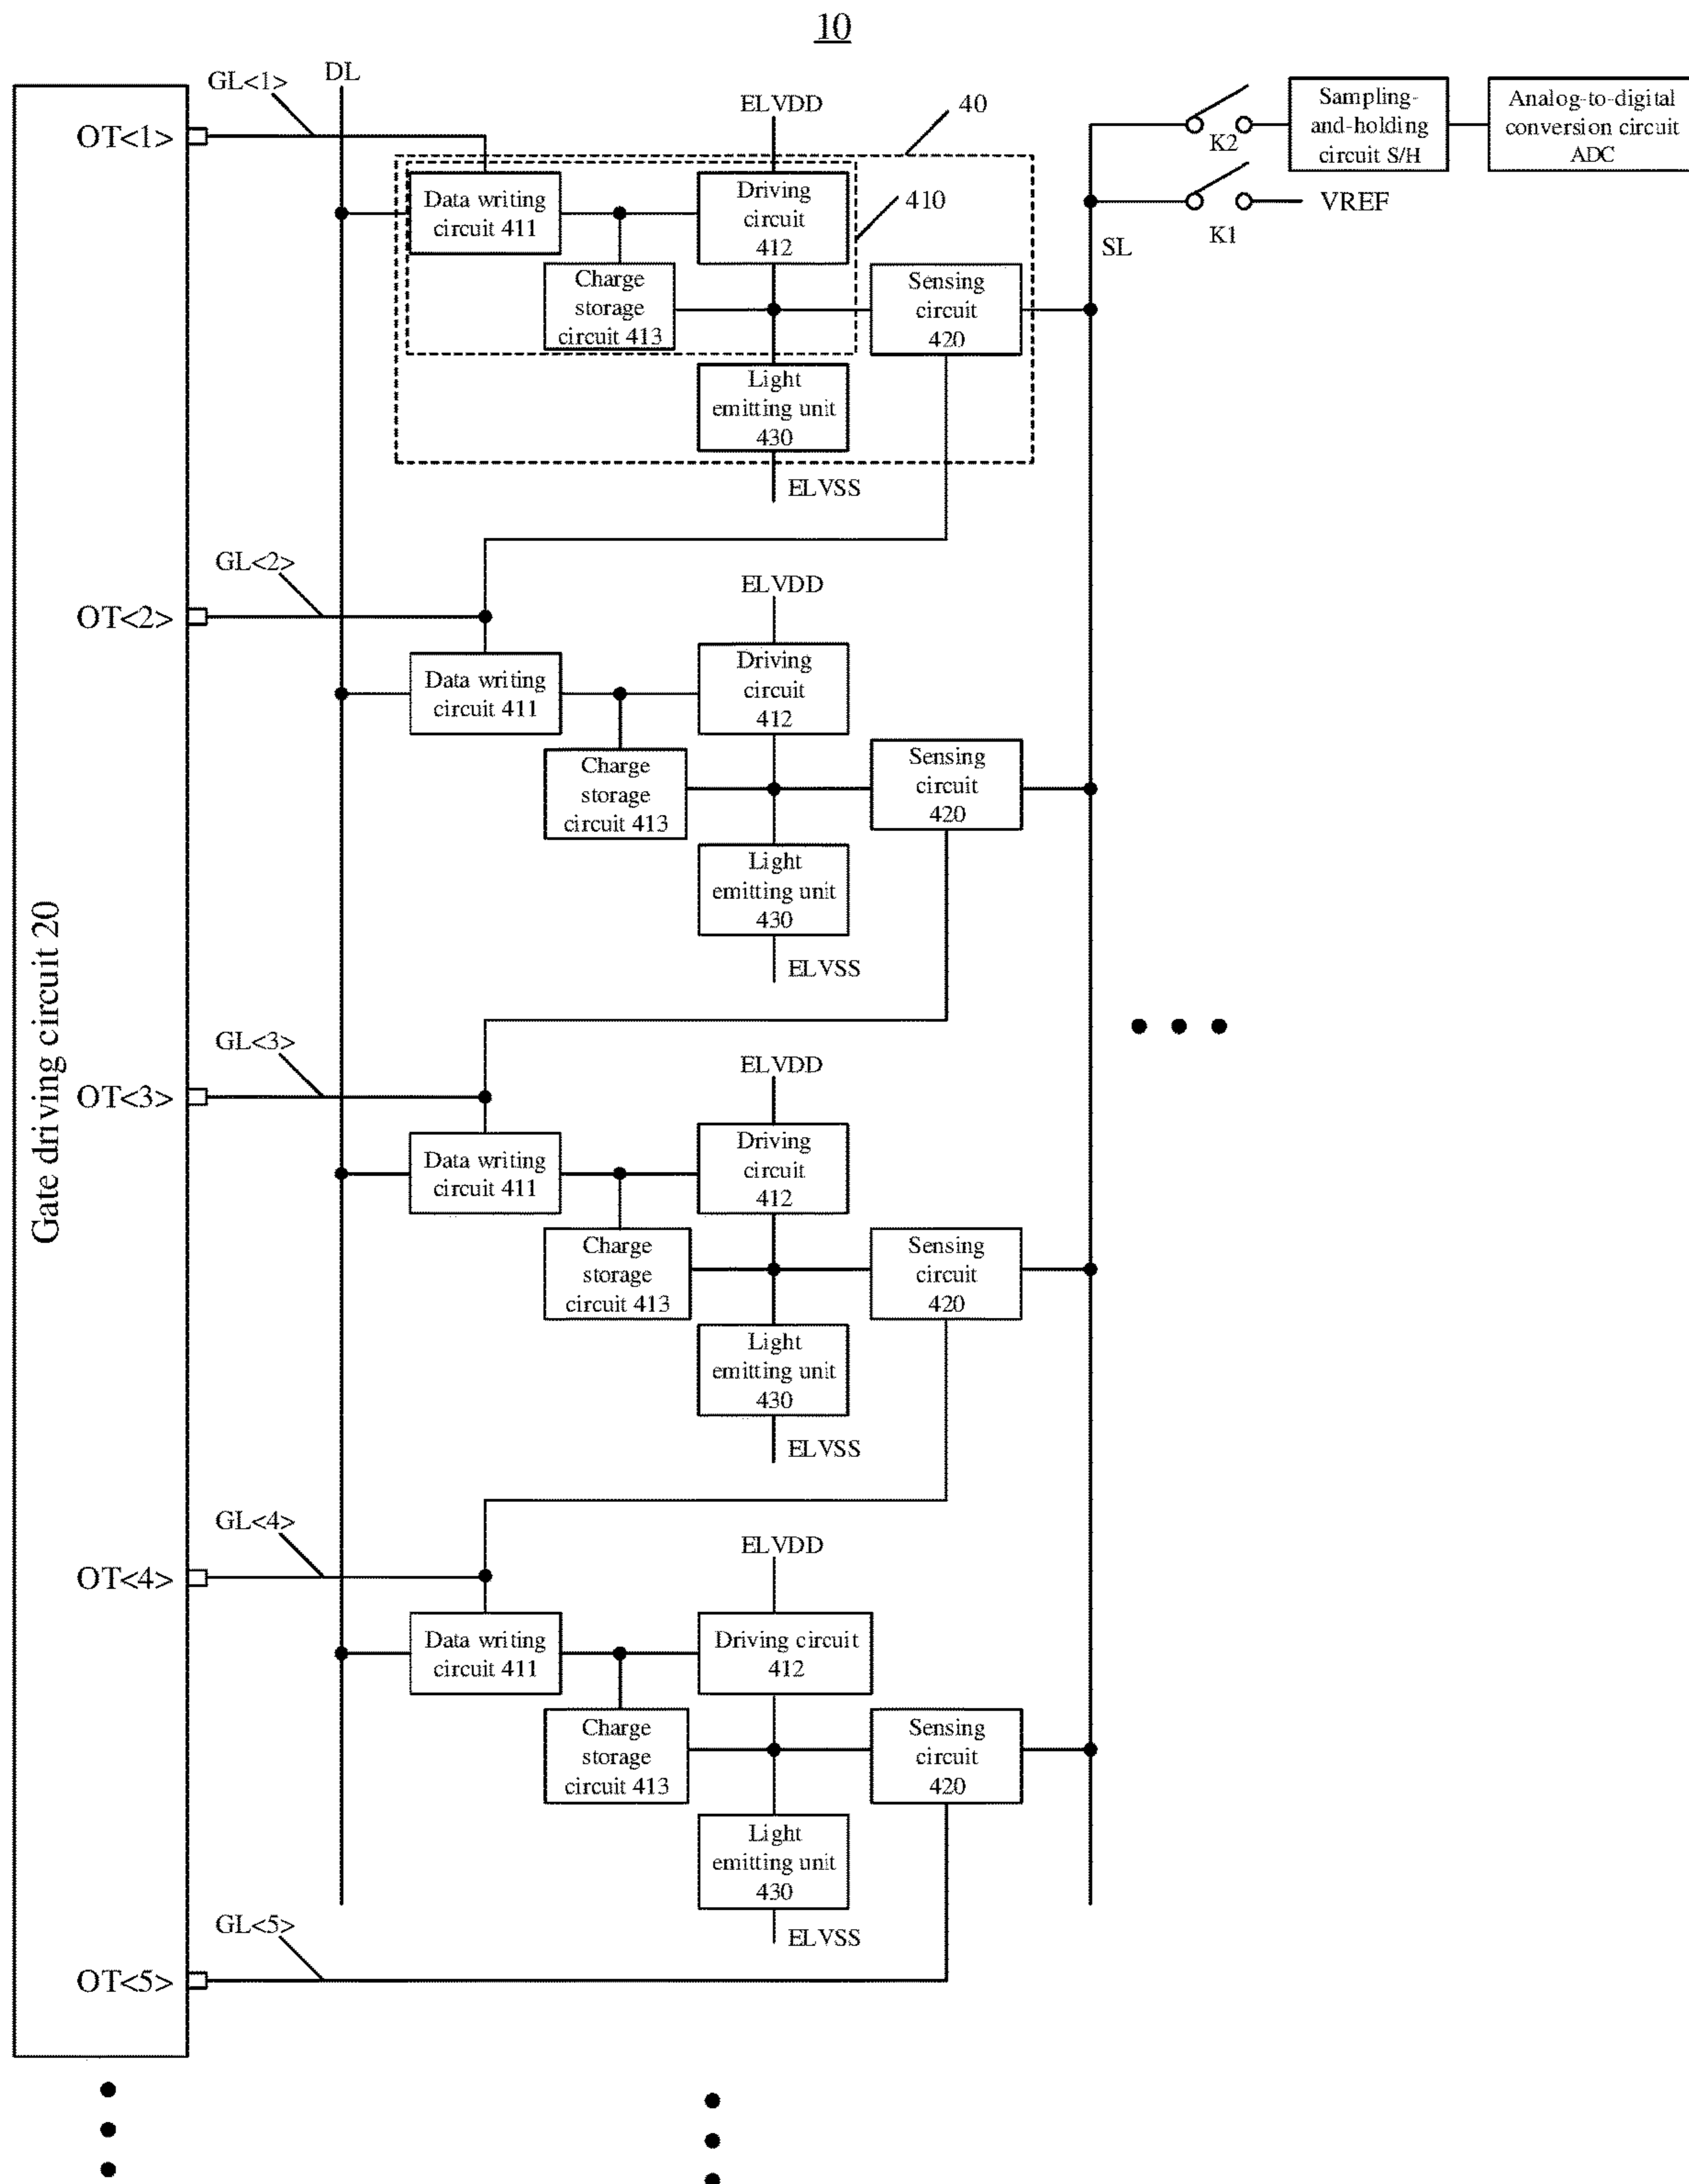 10
GL<1>
DL
ELVDD
40
OT<1>
K2
Sampling-
and-holding
circuit S/H
Analog-to-digital
conversion circuit
ADC
Data writing
circuit 411
Driving
circuit
412
410
K1
VREF
SL
Charge
storage
circuit 413
Sensing
circuit
420
Light
emitting unit
430
ELVSS
GL<2>
ELVDD
OT<2>
Data writing
circuit 411
Driving
circuit
412
Charge
storage
circuit 413
Sensing
circuit
420
Light
emitting unit
430
ELVSS
Gate driving circuit 20
GL<3>
ELVDD
OT<3>
Data writing
circuit 411
Driving
circuit
412
Charge
storage
circuit 413
Sensing
circuit
420
Light
emitting unit
430
ELVSS
GL<4>
ELVDD
OT<4>
Data writing
circuit 411
Driving circuit
412
Charge
storage
circuit 413
Sensing
circuit
420
Light
emitting unit
430
ELVSS
GL<5>
OT<5>